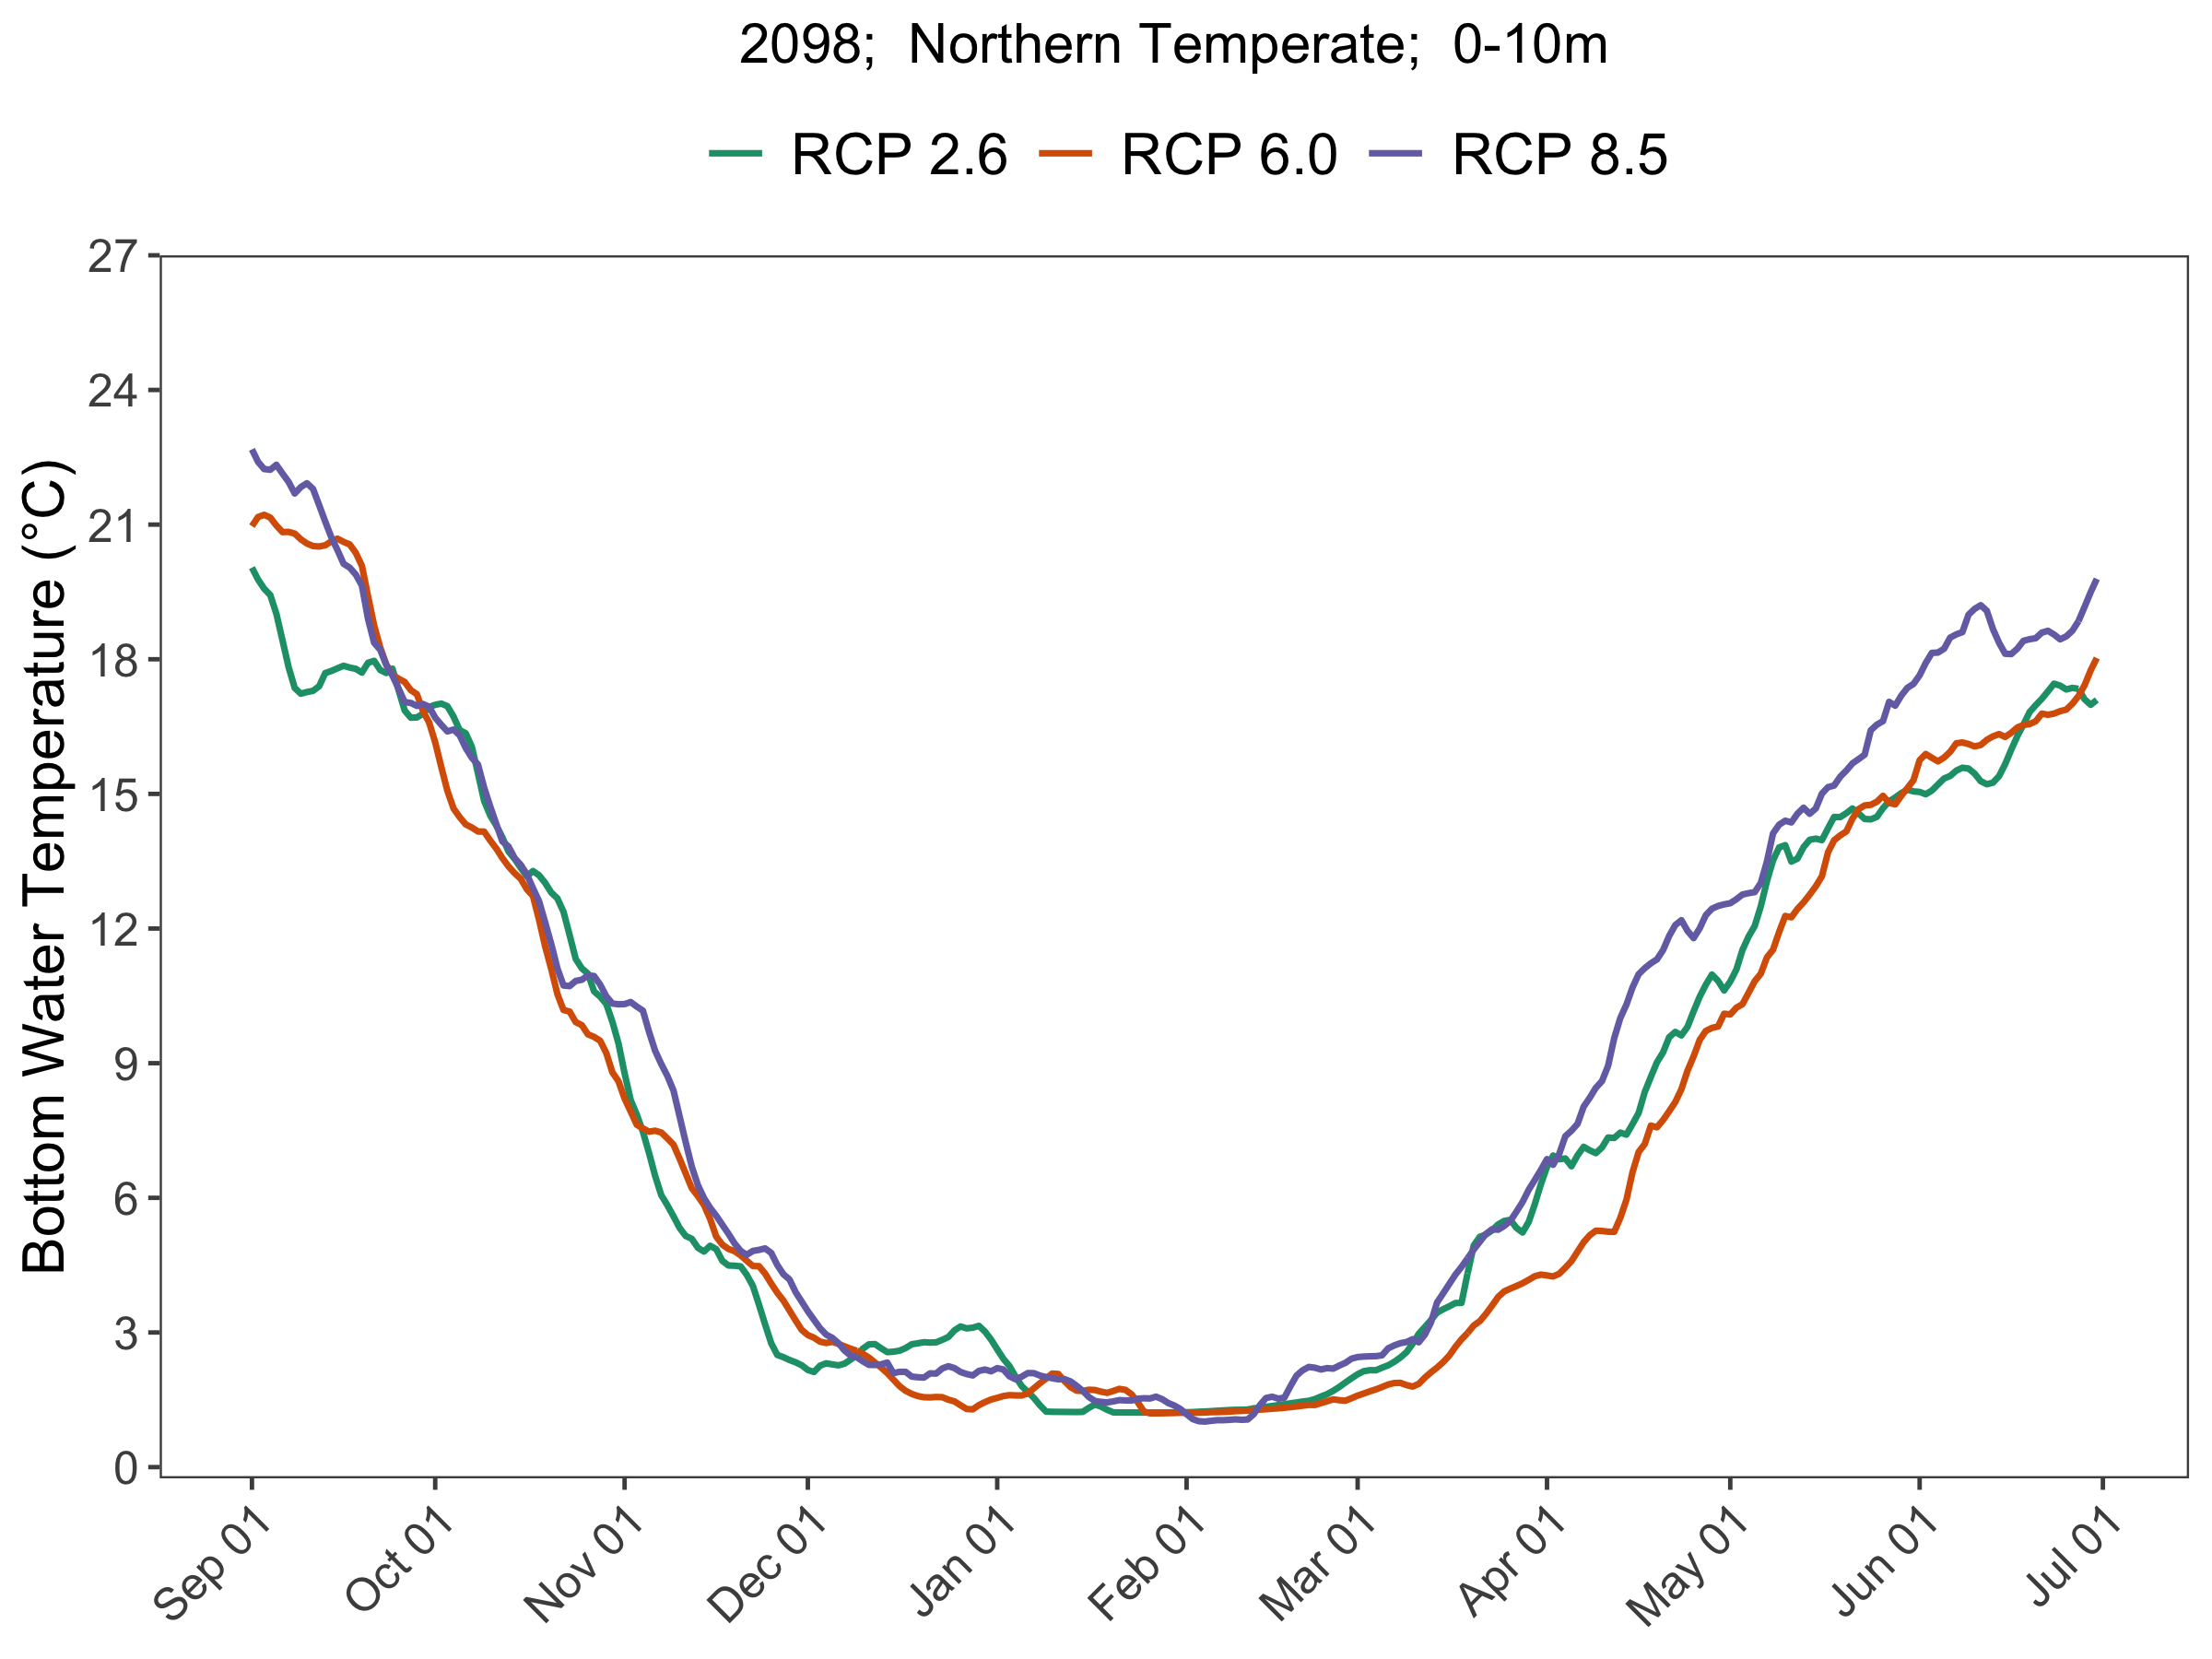 2098;  Northern Temperate;  0-10m
RCP 2.6 RCP 6.0 RCP 8.5
Bottom Water Temperature (°C)
27
24
21
18
15
12
9
6
3
0
Sep 01 Oct 01 Nov 01 Dec 01 Jan 01 Feb 01 Mar 01 Apr 01 May 01 Jun 01 Jul 01